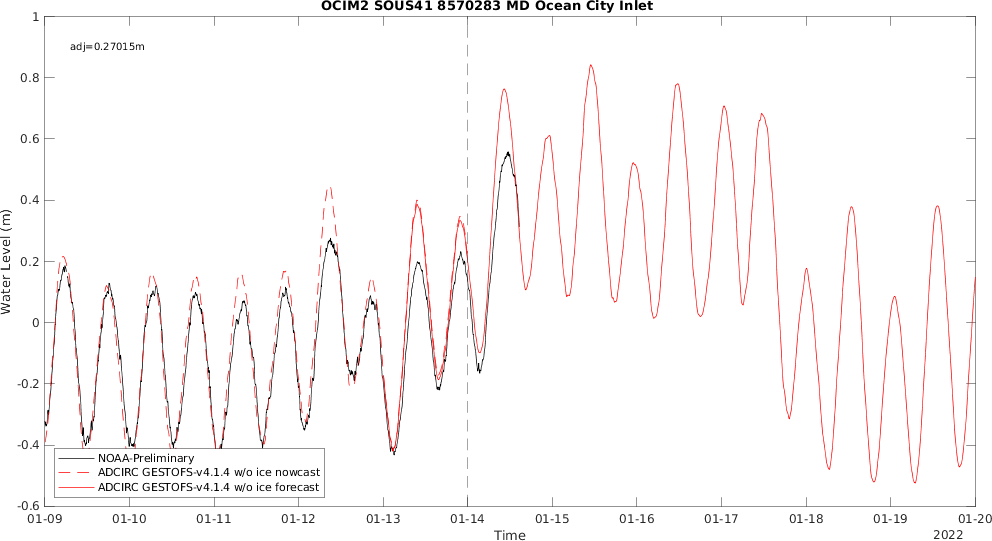 OCIM2 SOUS41 8570283 MD Ocean City Inlet
adj=0.27015m
1
0.8
0.6
0.4
0.2
0
-0.2
-0.4
-0.6
Water Level (m)
NOAA-Preliminary
ADCIRC GESTOFS-v4.1.4 w/o ice nowcast
ADCIRC GESTOFS-v4.1.4 w/o ice forecast
01-09 01-10 01-11 01-12 01-13 01-14 01-15 01-16 01-17 01-18 01-19 01-20
Time
2022